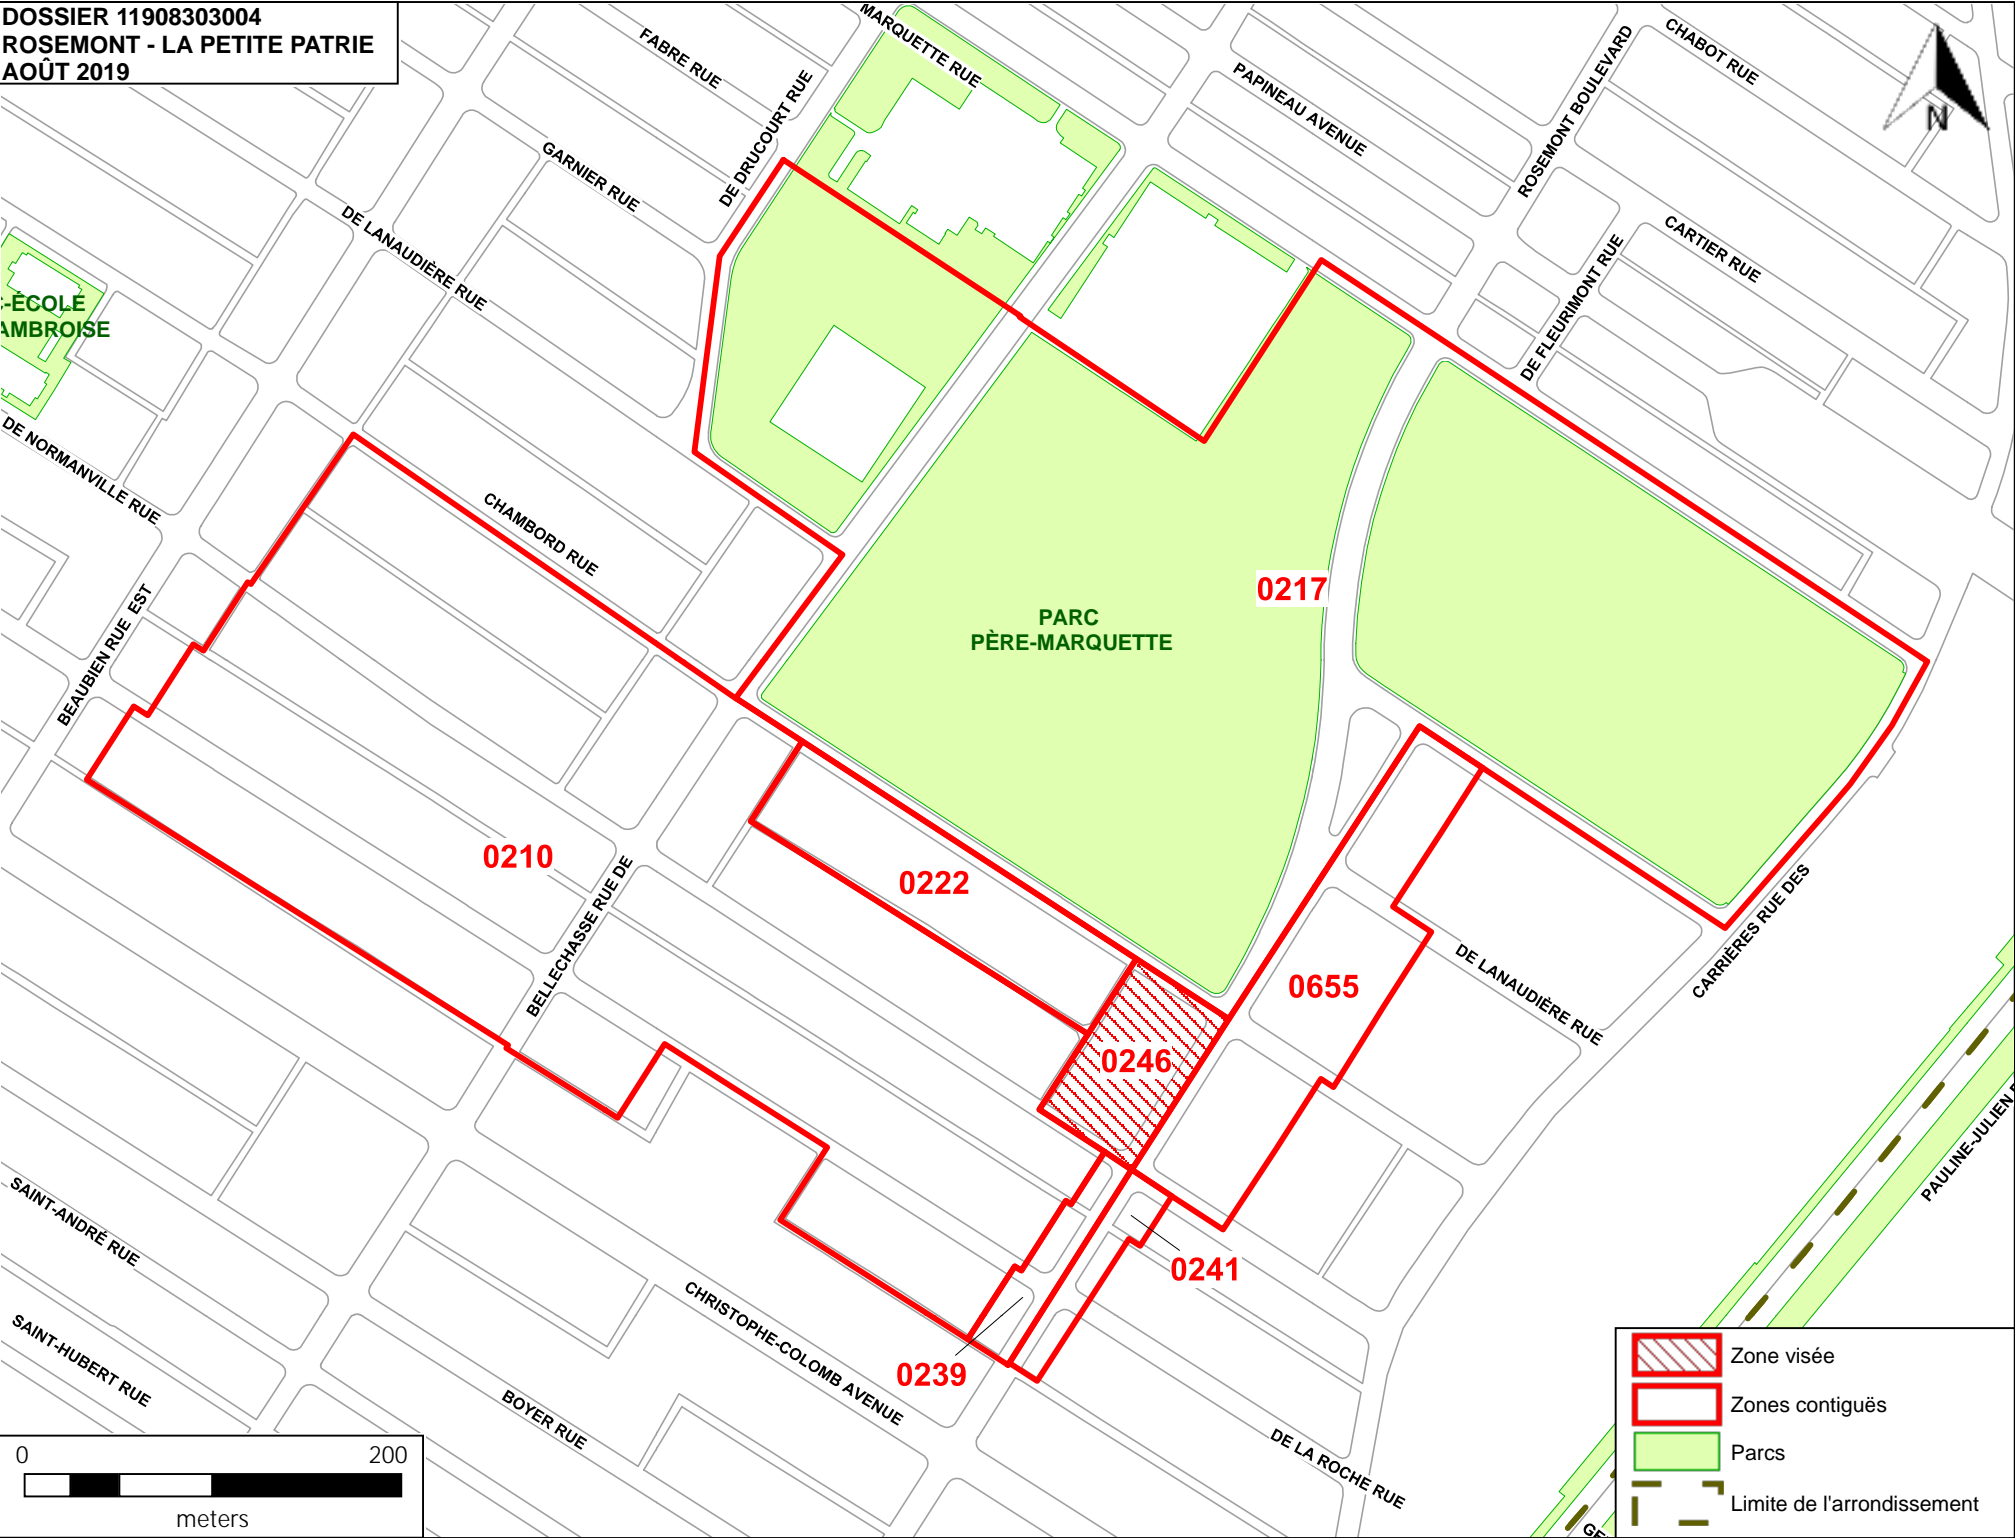 DOSSIER 11908303004
ROSEMONT - LA PETITE PATRIE
AOÛT 2019
MARQUETTE RUE
FABRE RUE
CHABOT RUE
PAPINEAU AVENUE
ROSEMONT BOULEVARD
N
DE DRUCOURT RUE
GARNIER RUE
DE LANAUDIÈRE RUE
CARTIER RUE
DE FLEURIMONT RUE
-ÉCOLE
AMBROISE
DE NORMANVILLE RUE
CHAMBORD RUE
BEAUBIEN RUE EST
PARC
PÈRE-MARQUETTE
0217
0210
0222
BELLECHASSE RUE DE
CARRIÈRES RUE DES
DE LANAUDIÈRE RUE
0655
0246
PAULINE-JULIEN
SAINT-ANDRÉ RUE
0241
CHRISTOPHE-COLOMB AVENUE
0239
SAINT-HUBERT RUE
BOYER RUE
DE LA ROCHE RUE
0 200
meters
Zone visée
Zones contiguës
Parcs
Limite de l'arrondissement